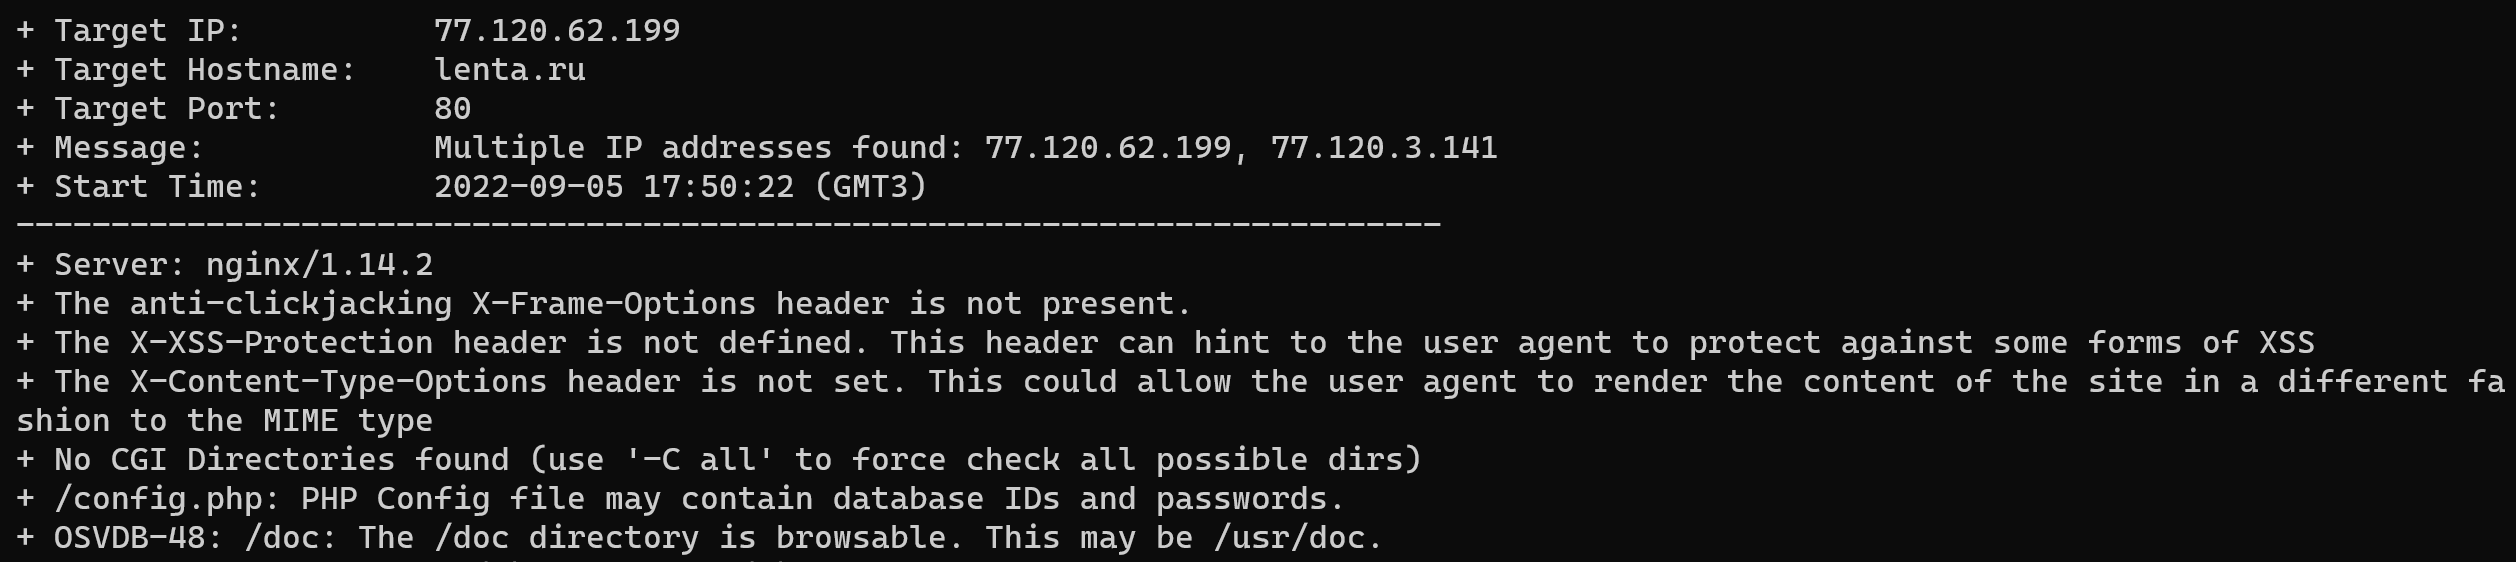 + Target IP:          77.120.62.199
+ Target Hostname:    lenta.ru
+ Target Port:        80
+ Message:            Multiple IP addresses found: 77.120.62.199, 77.120.3.141
+ Start Time:         2022-09-05 17:50:22 (GMT3)
---------------------------------------------------------------------------
+ Server: nginx/1.14.2
+ The anti-clickjacking X-Frame-Options header is not present.
+ The X-XSS-Protection header is not defined. This header can hint to the user agent to protect against some forms of XSS
+ The X-Content-Type-Options header is not set. This could allow the user agent to render the content of the site in a different fa
shion to the MIME type
+ No CGI Directories found (use '-C all' to force check all possible dirs)
+ /config.php: PHP Config file may contain database IDs and passwords.
+ OSVDB-48: /doc: The /doc directory is browsable. This may be /usr/doc.